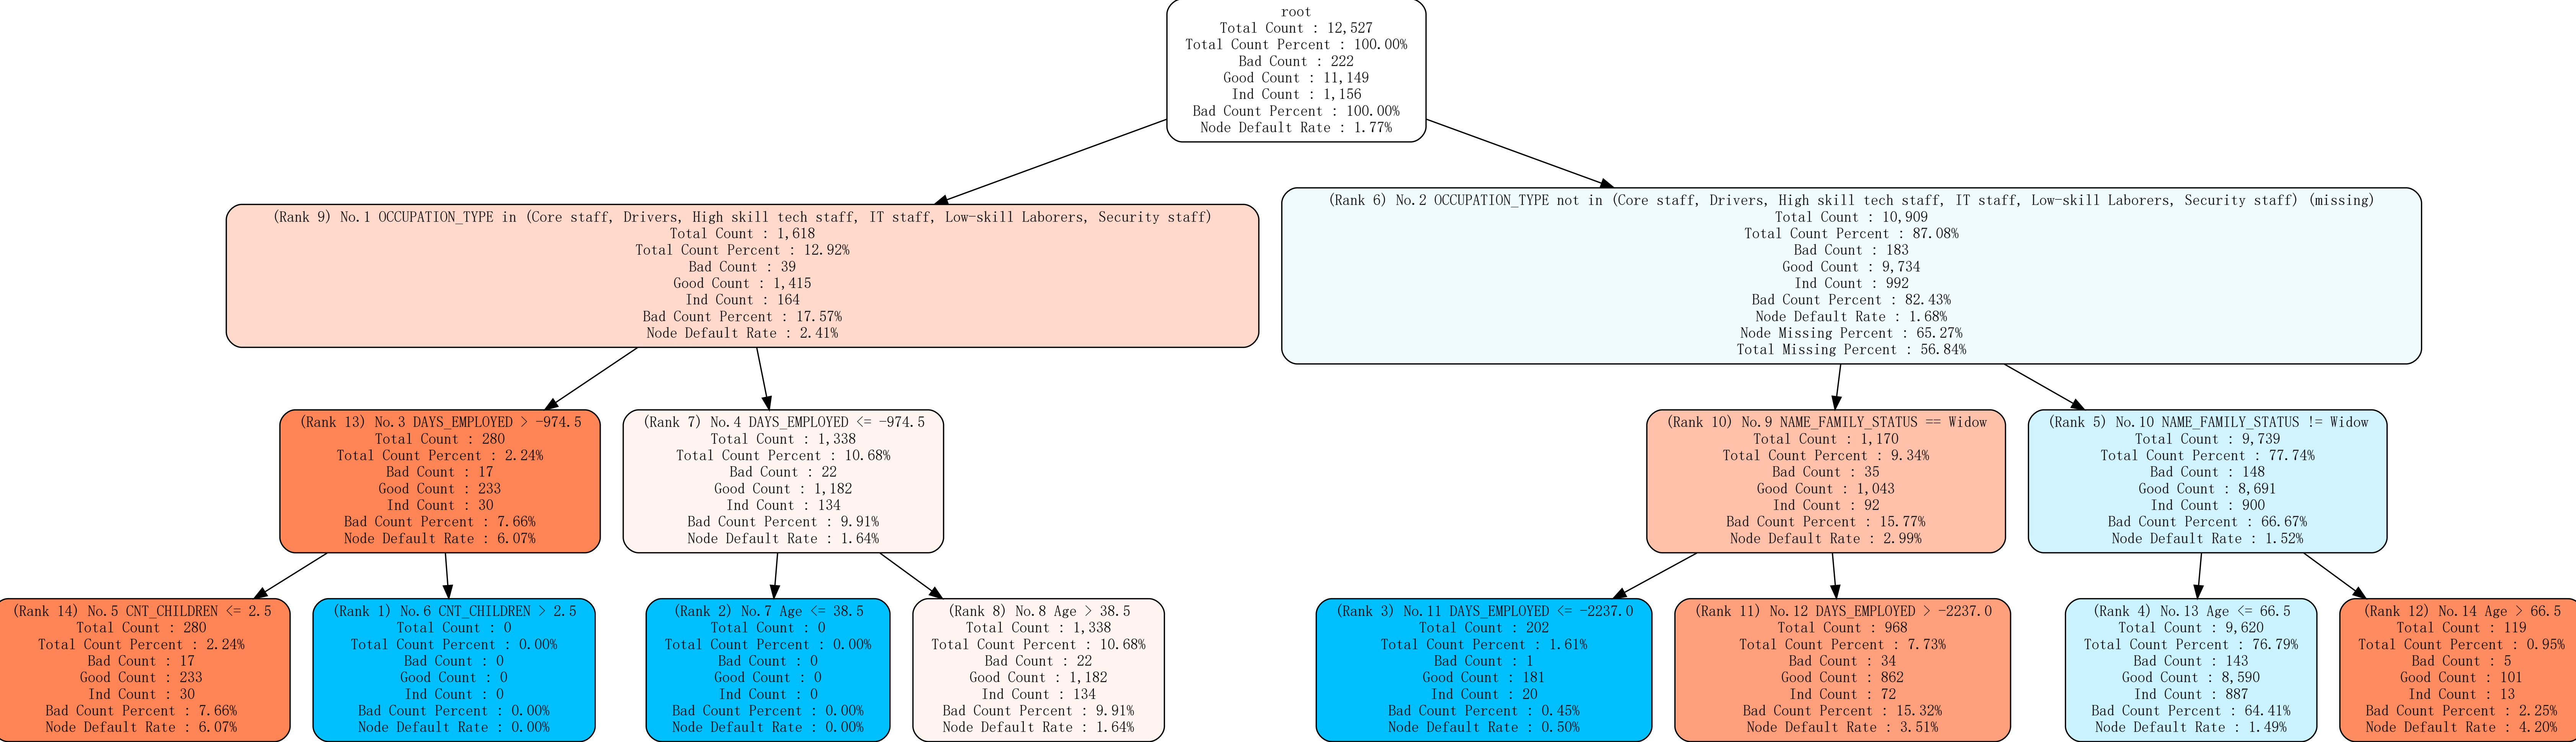 root
Total Count : 12,527
Total Count Percent : 100.00%
Bad Count : 222
Good Count : 11,149
Ind Count : 1,156
Bad Count Percent : 100.00%
Node Default Rate : 1.77%
(Rank 9) No.1 OCCUPATION_TYPE in (Core staff, Drivers, High skill tech staff, IT staff, Low-skill Laborers, Security staff)
Total Count : 1,618
Total Count Percent : 12.92%
Bad Count : 39
Good Count : 1,415
Ind Count : 164
Bad Count Percent : 17.57%
Node Default Rate : 2.41%
(Rank 6) No.2 OCCUPATION_TYPE not in (Core staff, Drivers, High skill tech staff, IT staff, Low-skill Laborers, Security staff) (missing)
Total Count : 10,909
Total Count Percent : 87.08%
Bad Count : 183
Good Count : 9,734
Ind Count : 992
Bad Count Percent : 82.43%
Node Default Rate : 1.68%
Node Missing Percent : 65.27%
Total Missing Percent : 56.84%
(Rank 13) No.3 DAYS_EMPLOYED > -974.5
Total Count : 280
Total Count Percent : 2.24%
Bad Count : 17
Good Count : 233
Ind Count : 30
Bad Count Percent : 7.66%
Node Default Rate : 6.07%
(Rank 7) No.4 DAYS_EMPLOYED <= -974.5
Total Count : 1,338
Total Count Percent : 10.68%
Bad Count : 22
Good Count : 1,182
Ind Count : 134
Bad Count Percent : 9.91%
Node Default Rate : 1.64%
(Rank 10) No.9 NAME_FAMILY_STATUS == Widow
Total Count : 1,170
Total Count Percent : 9.34%
Bad Count : 35
Good Count : 1,043
Ind Count : 92
Bad Count Percent : 15.77%
Node Default Rate : 2.99%
(Rank 5) No.10 NAME_FAMILY_STATUS != Widow
Total Count : 9,739
Total Count Percent : 77.74%
Bad Count : 148
Good Count : 8,691
Ind Count : 900
Bad Count Percent : 66.67%
Node Default Rate : 1.52%
(Rank 14) No.5 CNT_CHILDREN <= 2.5
Total Count : 280
Total Count Percent : 2.24%
Bad Count : 17
Good Count : 233
Ind Count : 30
Bad Count Percent : 7.66%
Node Default Rate : 6.07%
(Rank 1) No.6 CNT_CHILDREN > 2.5
Total Count : 0
Total Count Percent : 0.00%
Bad Count : 0
Good Count : 0
Ind Count : 0
Bad Count Percent : 0.00%
Node Default Rate : 0.00%
(Rank 2) No.7 Age <= 38.5
Total Count : 0
Total Count Percent : 0.00%
Bad Count : 0
Good Count : 0
Ind Count : 0
Bad Count Percent : 0.00%
Node Default Rate : 0.00%
(Rank 8) No.8 Age > 38.5
Total Count : 1,338
Total Count Percent : 10.68%
Bad Count : 22
Good Count : 1,182
Ind Count : 134
Bad Count Percent : 9.91%
Node Default Rate : 1.64%
(Rank 3) No.11 DAYS_EMPLOYED <= -2237.0
Total Count : 202
Total Count Percent : 1.61%
Bad Count : 1
Good Count : 181
Ind Count : 20
Bad Count Percent : 0.45%
Node Default Rate : 0.50%
(Rank 11) No.12 DAYS_EMPLOYED > -2237.0
Total Count : 968
Total Count Percent : 7.73%
Bad Count : 34
Good Count : 862
Ind Count : 72
Bad Count Percent : 15.32%
Node Default Rate : 3.51%
(Rank 4) No.13 Age <= 66.5
Total Count : 9,620
Total Count Percent : 76.79%
Bad Count : 143
Good Count : 8,590
Ind Count : 887
Bad Count Percent : 64.41%
Node Default Rate : 1.49%
(Rank 12) No.14 Age > 66.5
Total Count : 119
Total Count Percent : 0.95%
Bad Count : 5
Good Count : 101
Ind Count : 13
Bad Count Percent : 2.25%
Node Default Rate : 4.20%